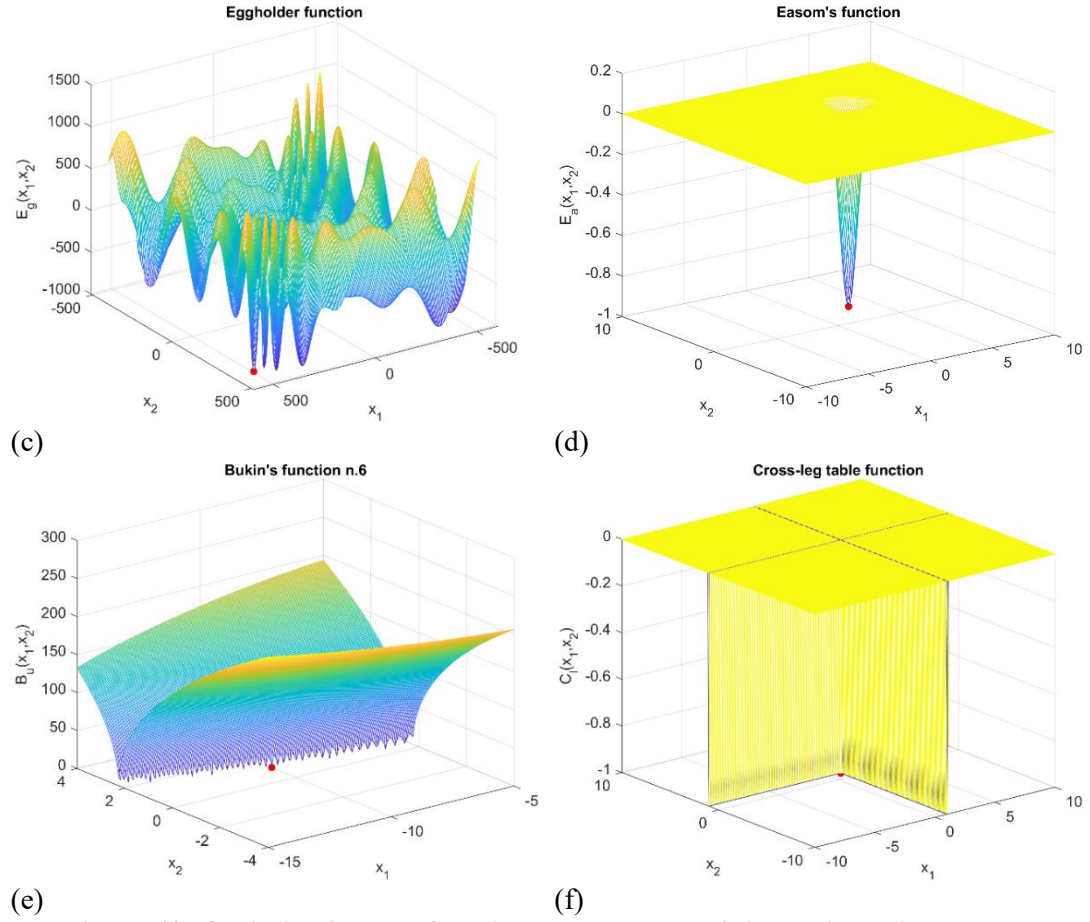 Eggholder function
1500
1000
500
0
-500
-1000
E_g(x_1,x_2)
-500
0
500
x_2
500
0
-500
x_1
(c)
Easom's function
0.2
0
-0.2
-0.4
-0.6
-0.8
-1
E_a(x_1,x_2)
10
0
-10
x_2
-10
-5
0
5
10
x_1
(d)
Bukin's function n.6
300
250
200
150
100
50
0
B_u(x_1,x_2)
4
2
0
-2
-4
x_2
-15
-10
-5
x_1
(e)
Cross-leg table function
0
-0.2
-0.4
-0.6
-0.8
-1
C_l(x_1,x_2)
10
0
-10
x_2
-10
-5
0
5
10
x_1
(f)